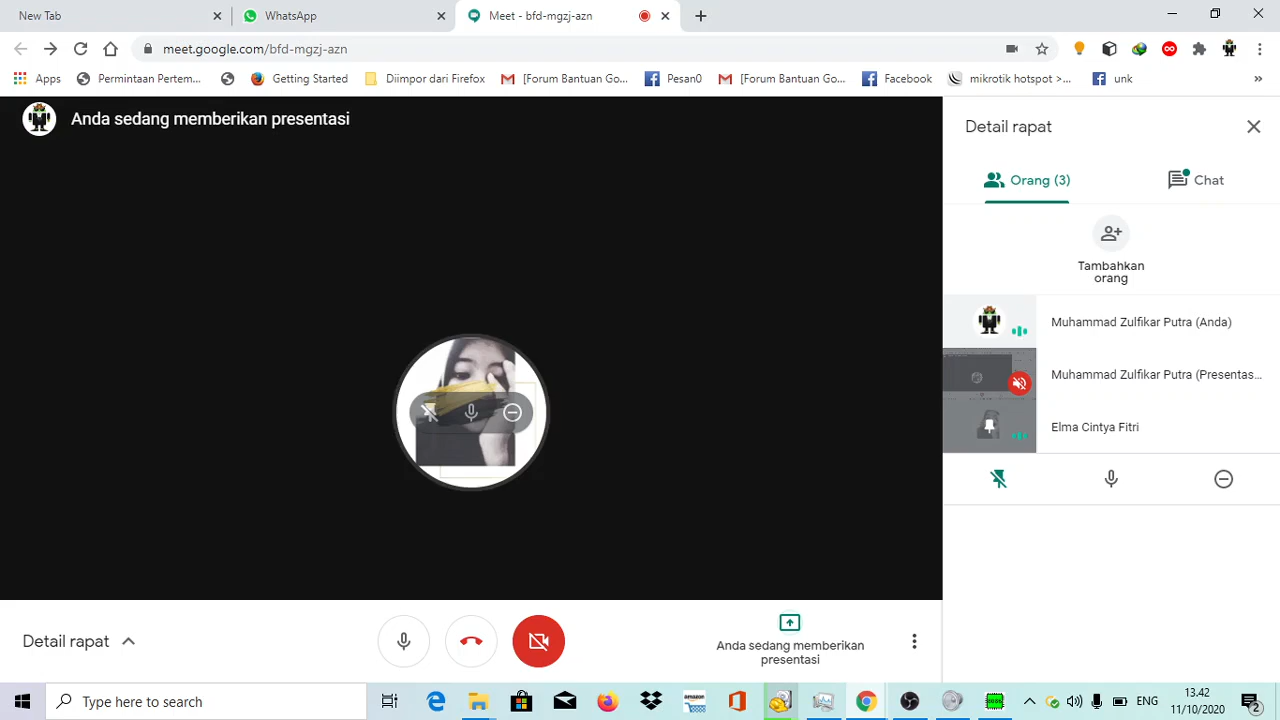 New Tab
WhatsApp
Meet - bfd-mgzj-azn
meet.google.com/bfd-mgzj-azn
Apps
Permintaan Pertem...
Getting Started
Diimpor dari Firefox
[Forum Bantuan Go...
Pesan0
[Forum Bantuan Go...
Facebook
mikrotik hotspot >...
unk
»
Anda sedang memberikan presentasi
Detail rapat
Orang (3)
Chat
Tambahkan
orang
Muhammad Zulfikar Putra (Anda)
Muhammad Zulfikar Putra (Presentas...
Elma Cintya Fitri
Detail rapat
Anda sedang memberikan
presentasi
Type here to search
amazon
ENG
13.42
11/10/2020
2